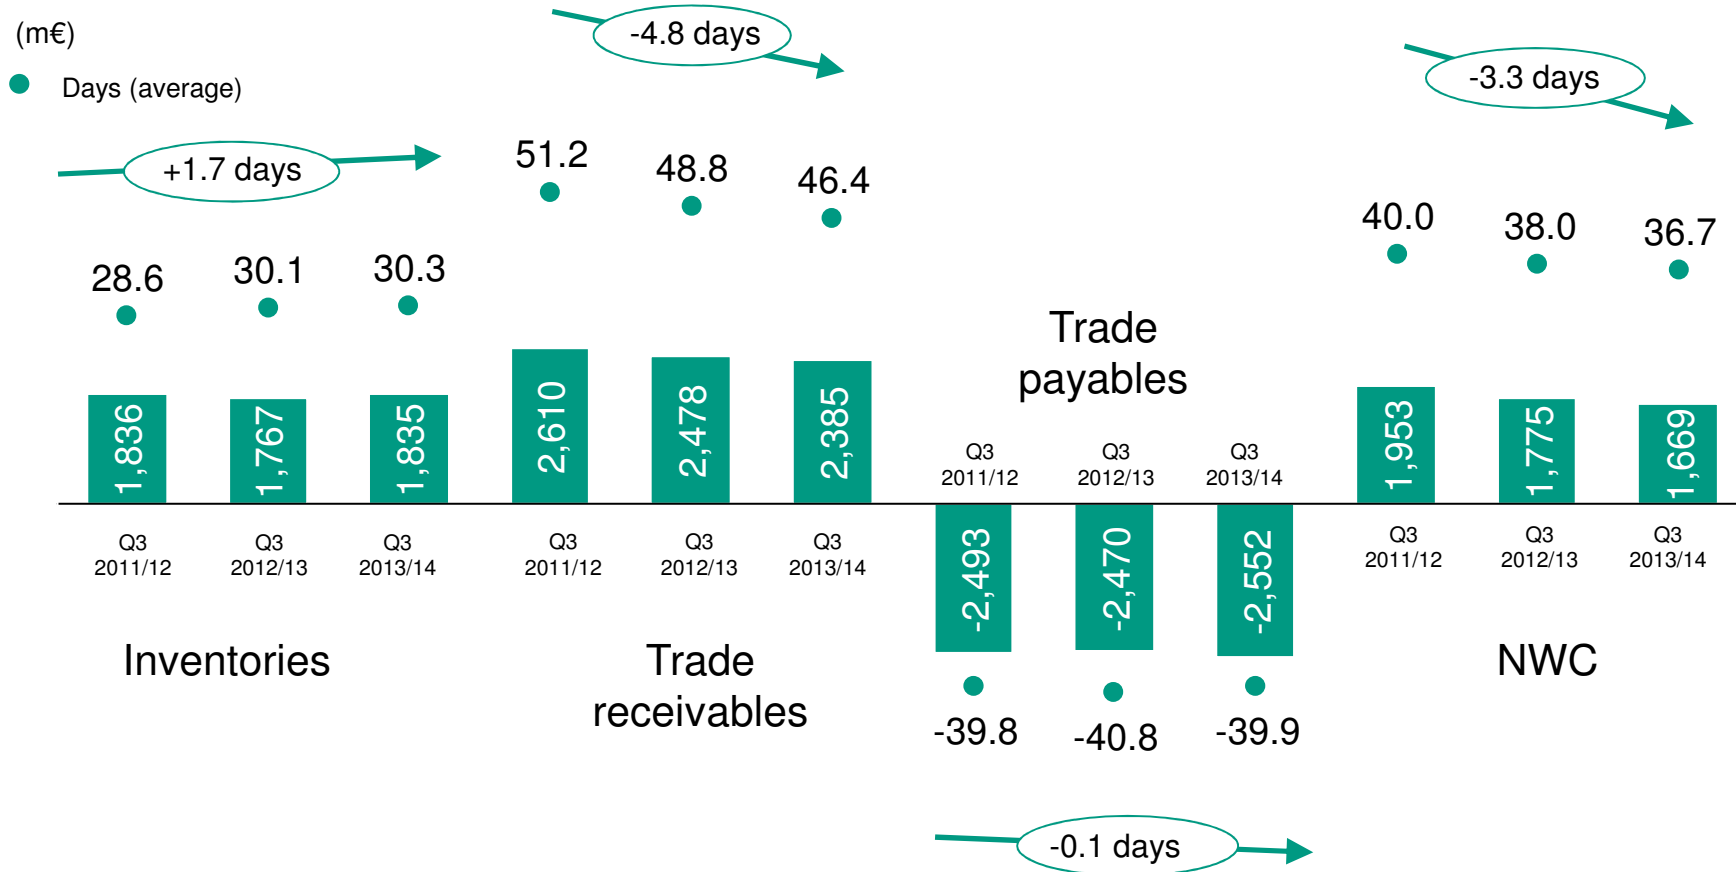 (m€)
Days (average)
+1.7 days
28.6
30.1
30.3
1,836
1,767
1,835
Q3
2011/12
Q3
2012/13
Q3
2013/14
Inventories
-4.8 days
51.2
48.8
46.4
2,610
2,478
2,385
Q3
2011/12
Q3
2012/13
Q3
2013/14
Trade
receivables
Trade
payables
Q3
2011/12
Q3
2012/13
Q3
2013/14
-2,493
-2,470
-2,552
-39.8
-40.8
-39.9
-0.1 days
-3.3 days
40.0
38.0
36.7
1,953
1,775
1,669
Q3
2011/12
Q3
2012/13
Q3
2013/14
NWC